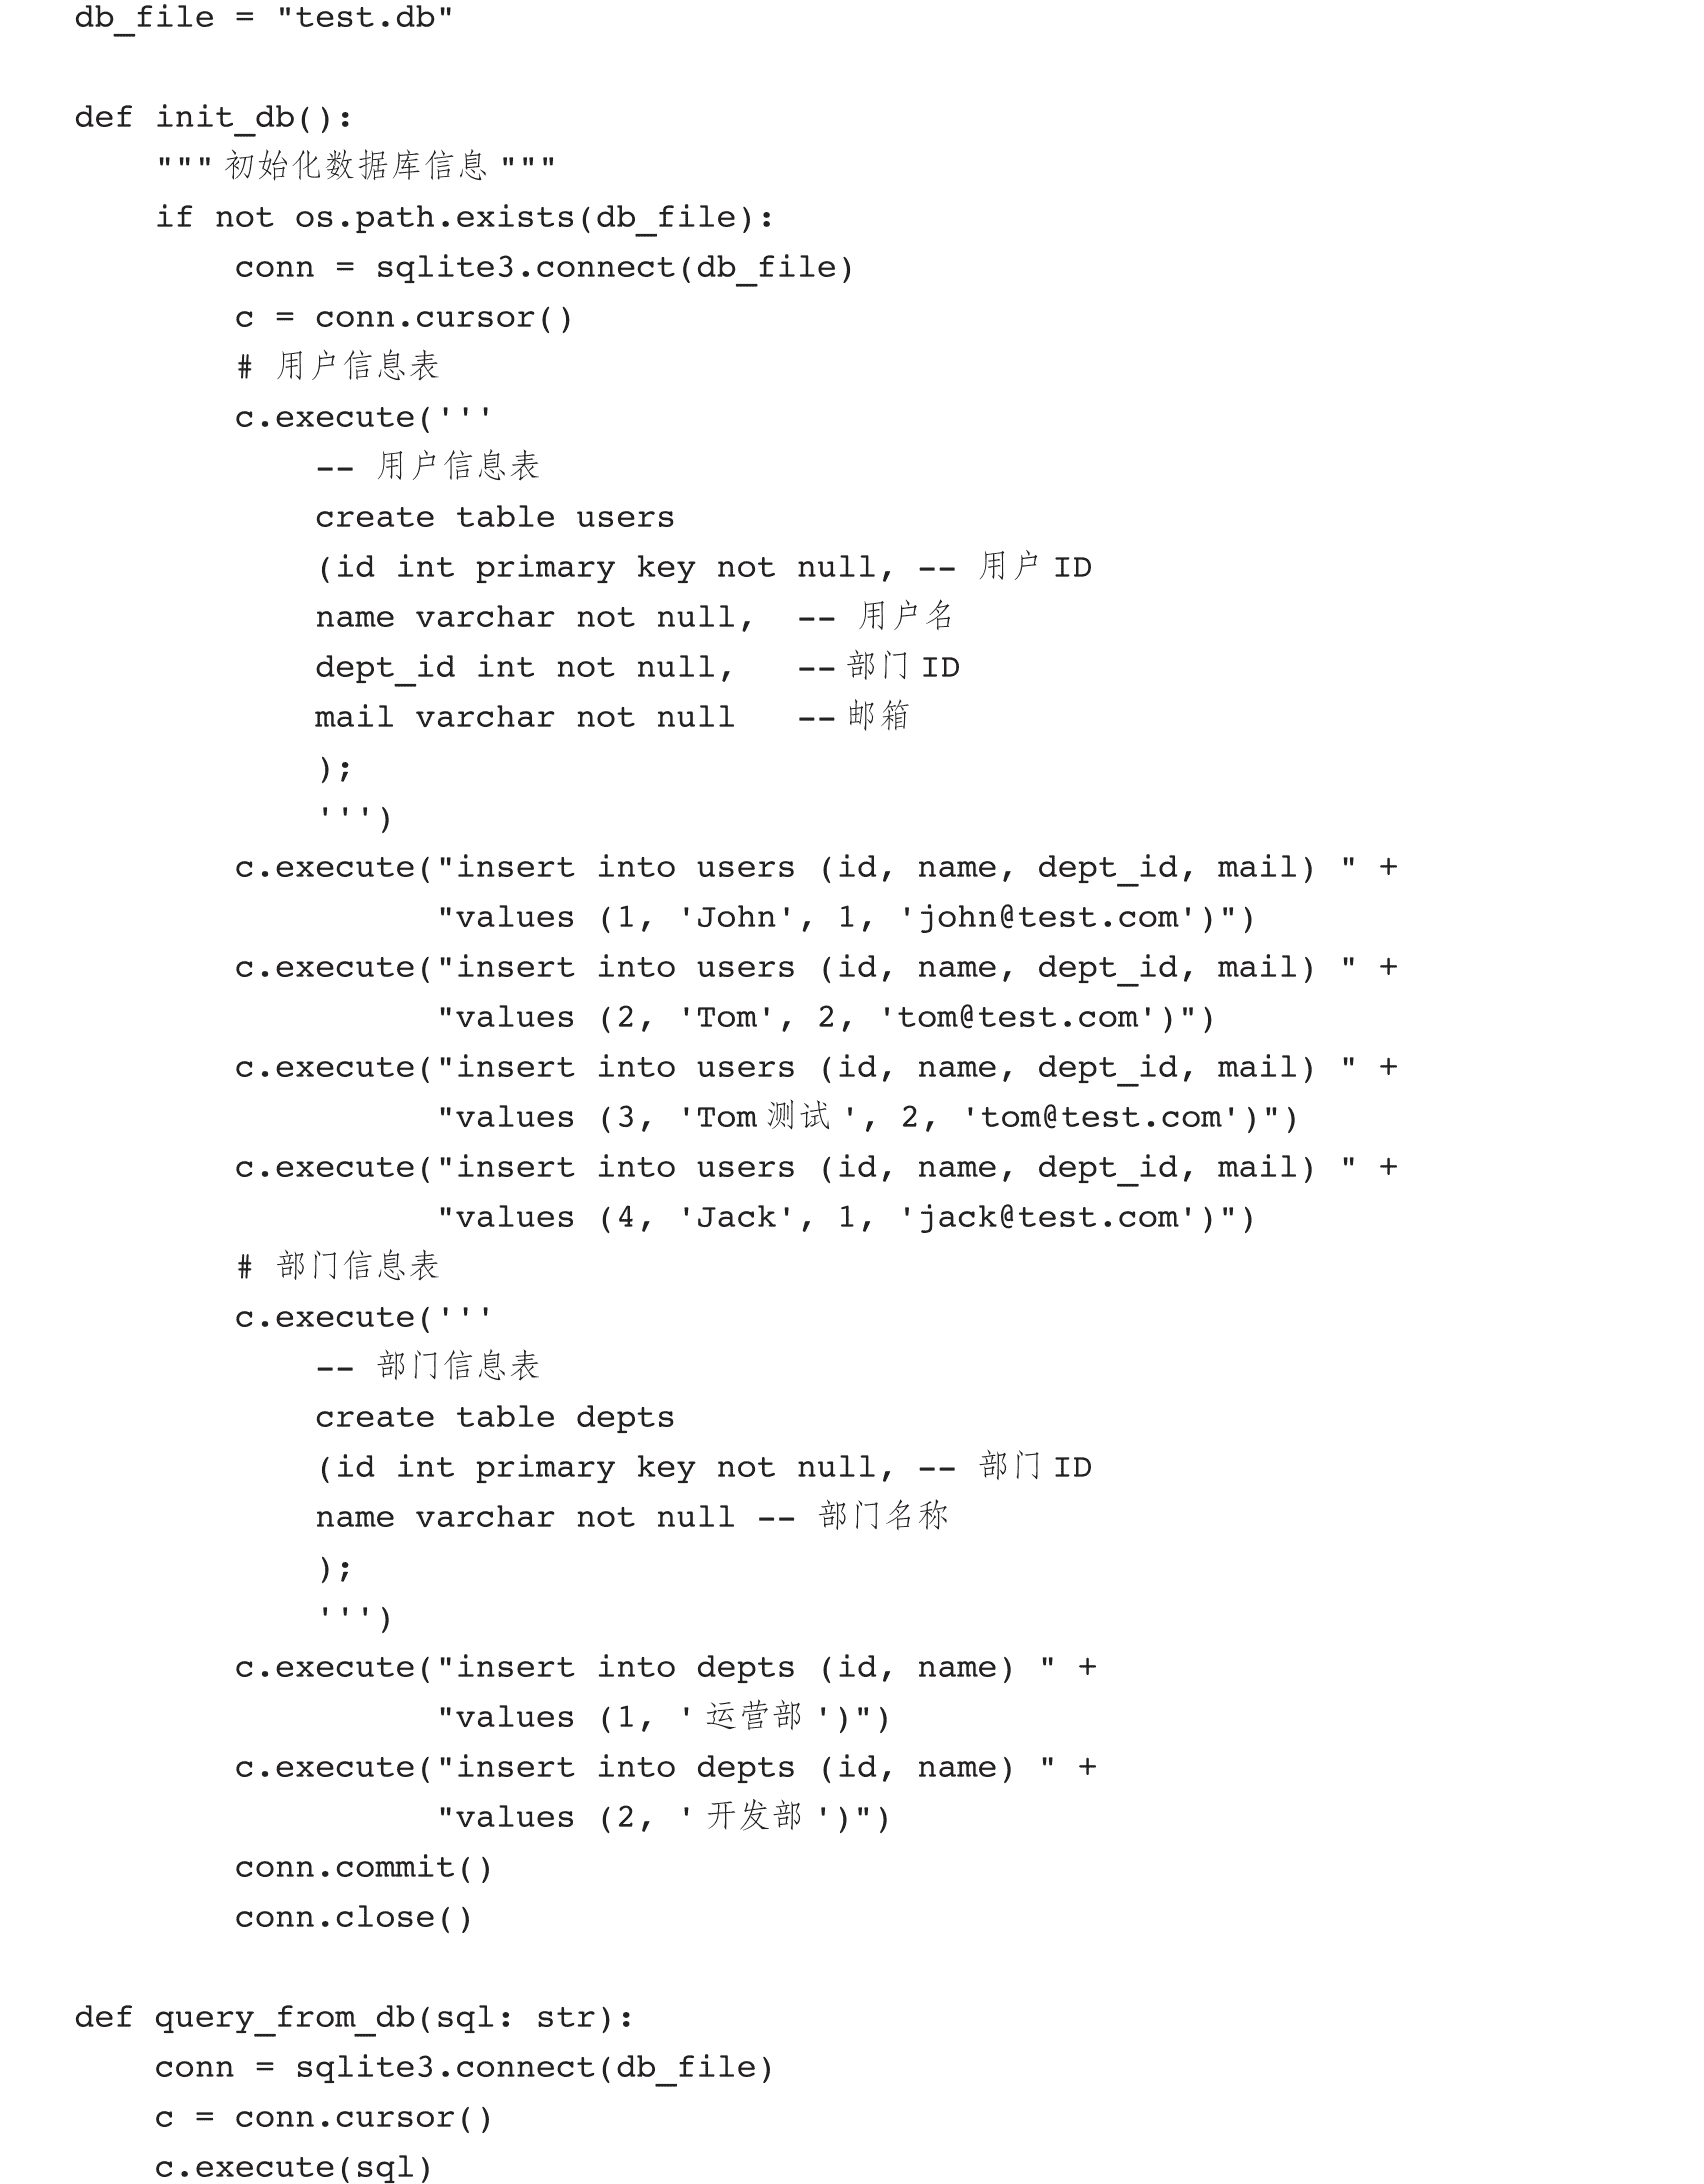 db_file = "test.db"

def init_db():
    """初始化数据库信息"""
    if not os.path.exists(db_file):
        conn = sqlite3.connect(db_file)
        c = conn.cursor()
        # 用户信息表
        c.execute('''
            -- 用户信息表
            create table users
            (id int primary key not null, -- 用户ID
            name varchar not null,  -- 用户名
            dept_id int not null,   --部门ID
            mail varchar not null   --邮箱
            );
            ''')
        c.execute("insert into users (id, name, dept_id, mail) " +
                  "values (1, 'John', 1, 'john@test.com')")
        c.execute("insert into users (id, name, dept_id, mail) " +
                  "values (2, 'Tom', 2, 'tom@test.com')")
        c.execute("insert into users (id, name, dept_id, mail) " +
                  "values (3, 'Tom测试', 2, 'tom@test.com')")
        c.execute("insert into users (id, name, dept_id, mail) " +
                  "values (4, 'Jack', 1, 'jack@test.com')")
        # 部门信息表
        c.execute('''
            -- 部门信息表
            create table depts
            (id int primary key not null, -- 部门ID
            name varchar not null -- 部门名称
            );
            ''')
        c.execute("insert into depts (id, name) " +
                  "values (1, '运营部')")
        c.execute("insert into depts (id, name) " +
                  "values (2, '开发部')")
        conn.commit()
        conn.close()

def query_from_db(sql: str):
    conn = sqlite3.connect(db_file)
    c = conn.cursor()
    c.execute(sql)